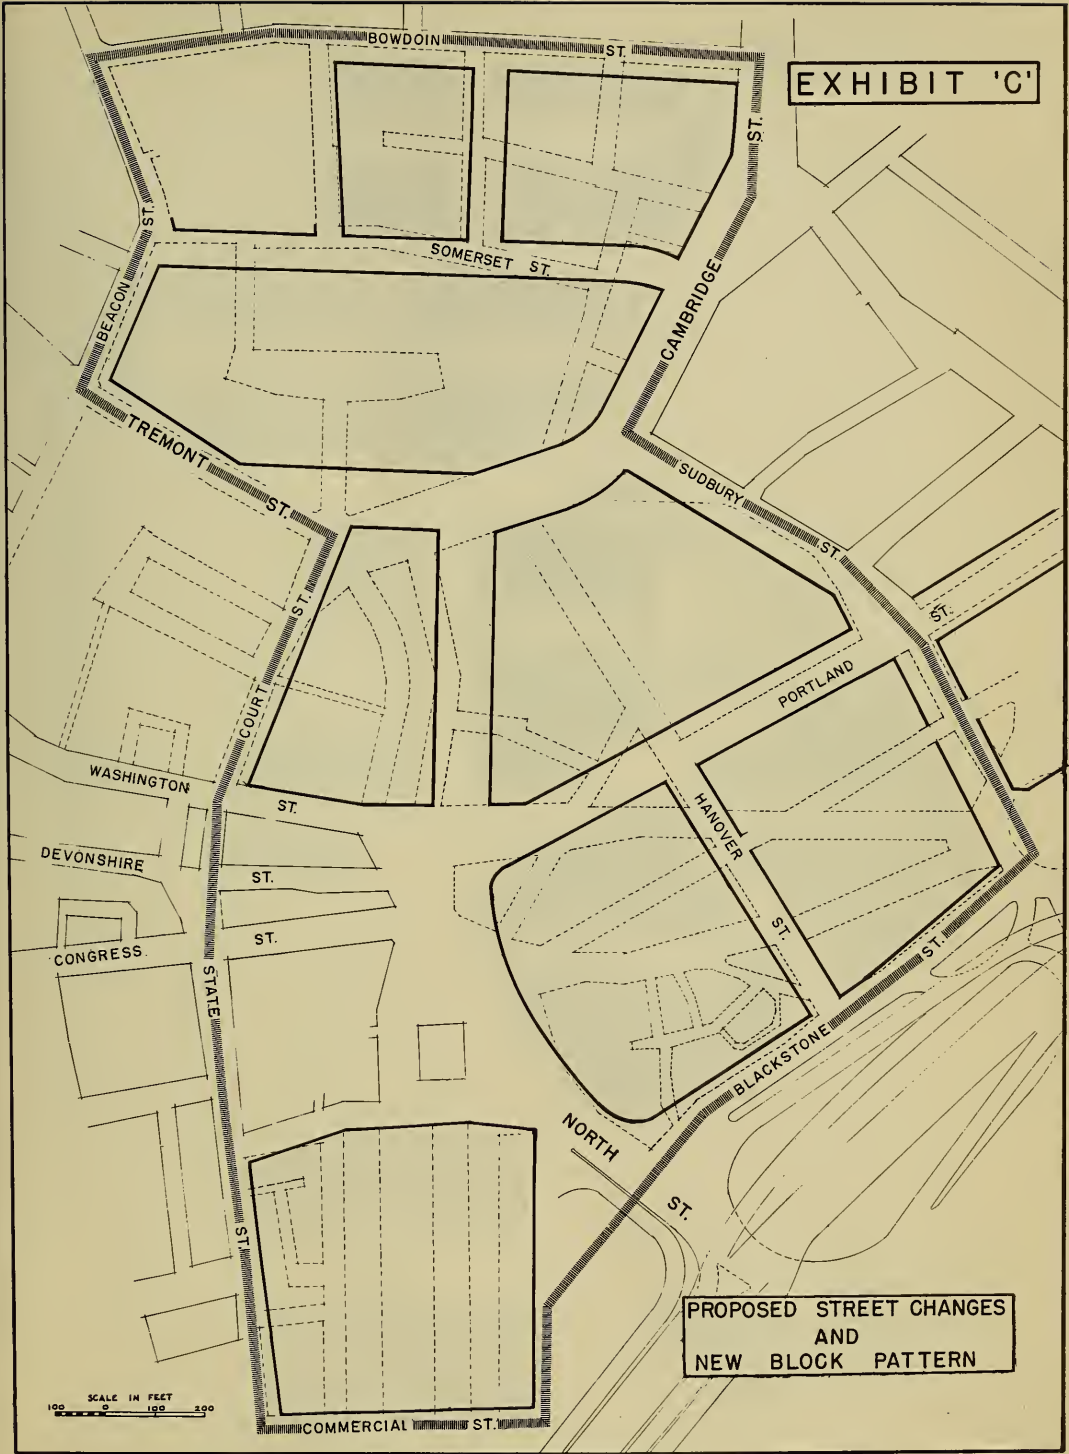 BOWDOIN ST.
EXHIBIT 'C'
ST.
ST.
SOMERSET ST.
BEACON
CAMBRIDGE
TREMONT ST.
SUDBURY ST.
ST.
ST.
PORTLAND
COURT
WASHINGTON ST.
HANOVER ST.
DEVONSHIRE ST.
CONGRESS ST.
STATE
ST.
BLACKSTONE
NORTH ST.
ST.
PROPOSED STREET CHANGES
AND
NEW BLOCK PATTERN
SCALE IN FEET
100 0 100 200
COMMERCIAL ST.